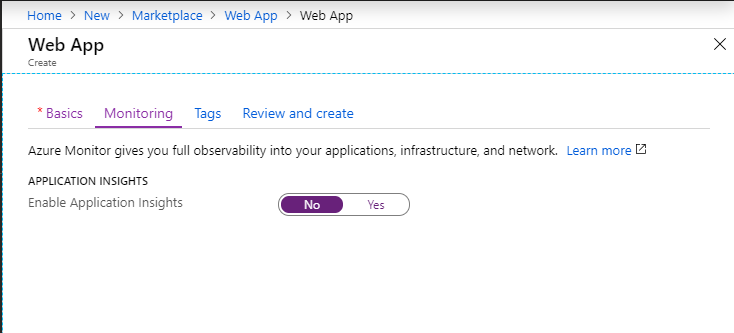 Home > New > Marketplace > Web App > Web App
Web App
Create
* Basics Monitoring Tags Review and create
Azure Monitor gives you full observability into your applications, infrastructure, and network. Learn more
APPLICATION INSIGHTS
Enable Application Insights No Yes